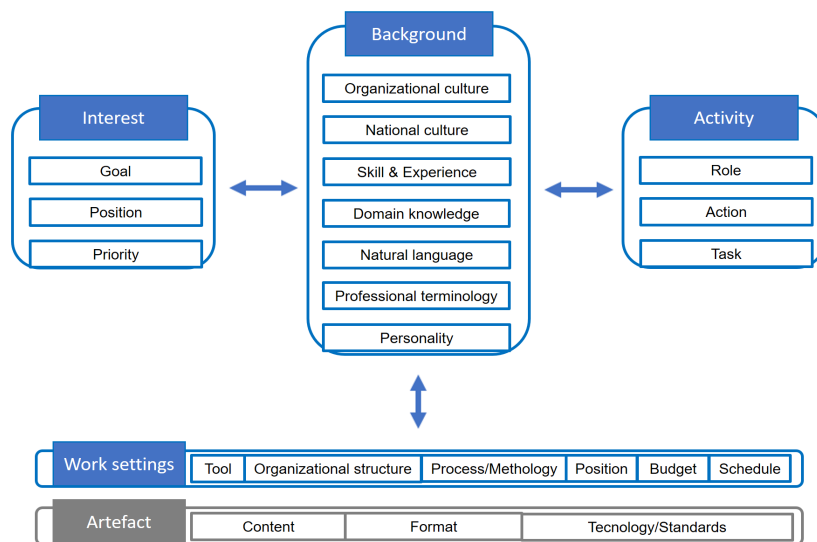 Background
Organizational culture
National culture
Skill & Experience
Domain knowledge
Natural language
Professional terminology
Personality
Interest
Goal
Position
Priority
Activity
Role
Action
Task
Work settings
Tool
Organizational structure
Process/Methology
Position
Budget
Schedule
Artefact
Content
Format
Tecnology/Standards